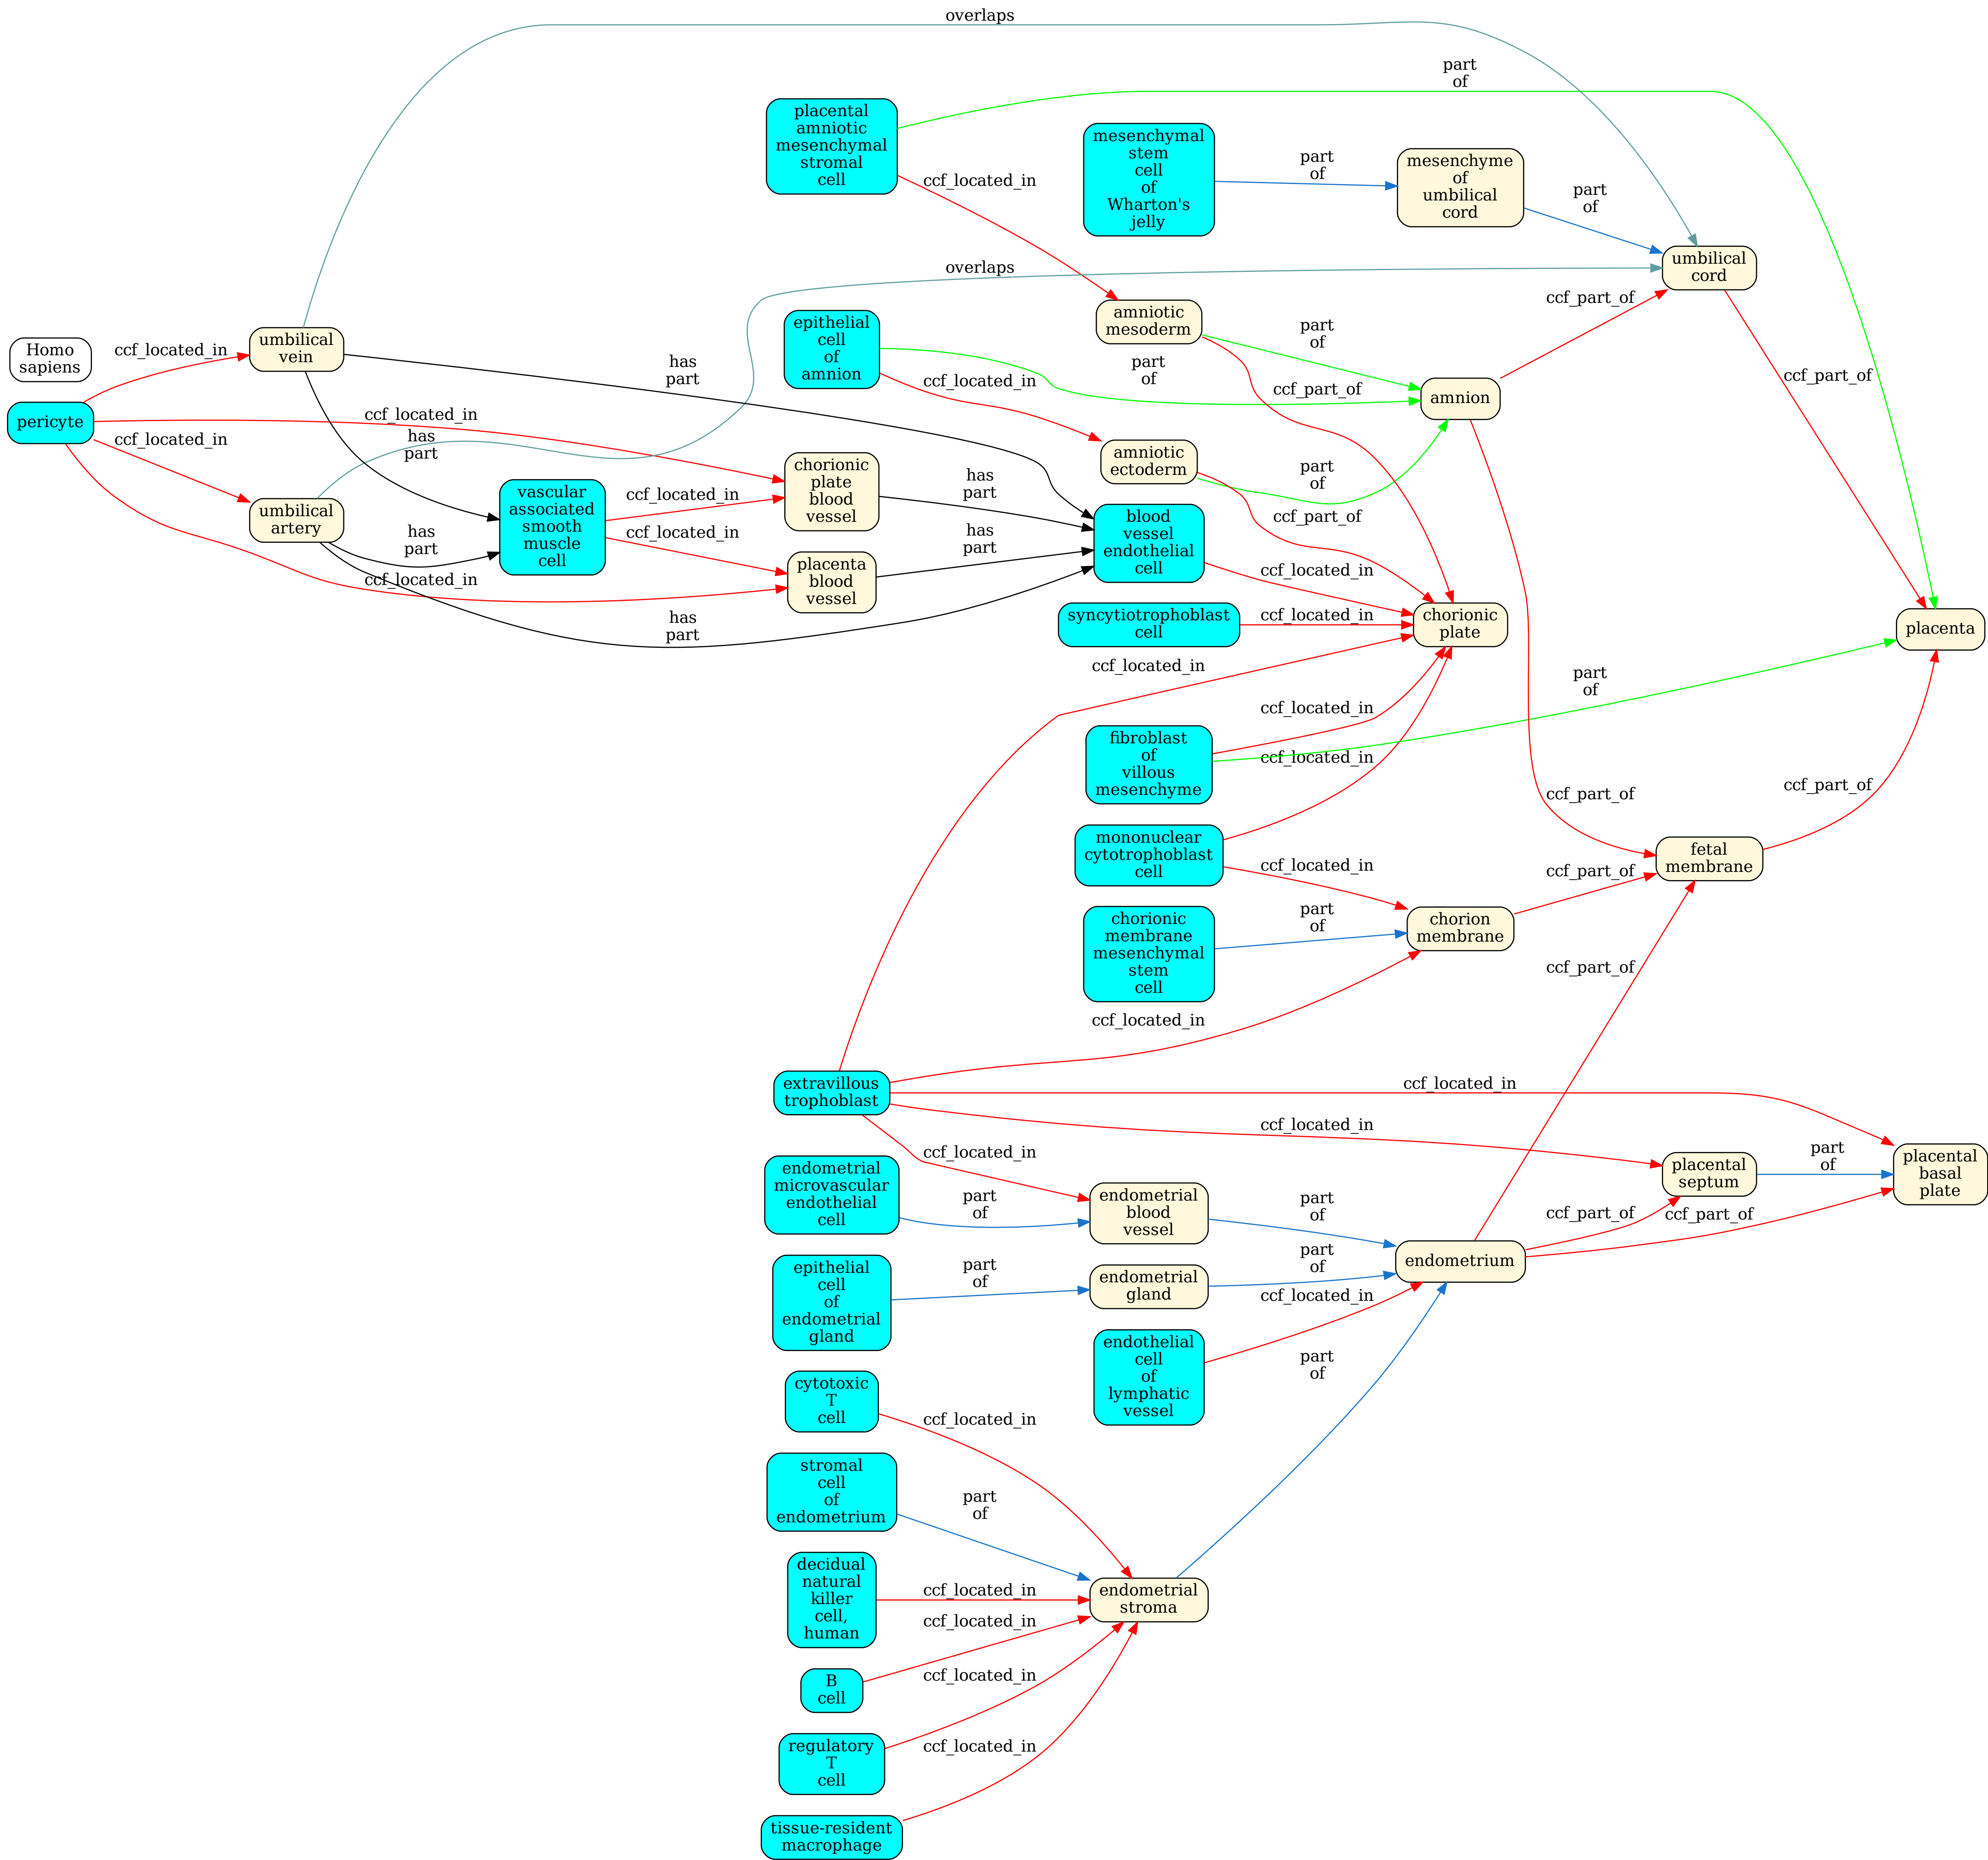 overlaps
part
of
placental
amniotic
mesenchymal
stromal
cell
mesenchymal
stem
cell
of
Wharton's
jelly
part
of
mesenchyme
of
umbilical
cord
part
of
ccf_located_in
umbilical
cord
overlaps
Homo
sapiens
ccf_located_in
umbilical
vein
has
part
epithelial
cell
of
amnion
ccf_located_in
amniotic
mesoderm
part
of
part
of
ccf_part_of
ccf_part_of
amnion
ccf_part_of
pericyte
ccf_located_in
ccf_located_in
has
part
umbilical
artery
has
part
vascular
associated
smooth
muscle
cell
ccf_located_in
ccf_located_in
ccf_located_in
has
part
chorionic
plate
blood
vessel
placenta
blood
vessel
has
part
has
part
amniotic
ectoderm
part
of
ccf_part_of
blood
vessel
endothelial
cell
ccf_located_in
syncytiotrophoblast
cell
ccf_located_in
chorionic
plate
placenta
ccf_located_in
part
of
fibroblast
of
villous
mesenchyme
ccf_located_in
ccf_located_in
ccf_part_of
ccf_part_of
mononuclear
cytotrophoblast
cell
ccf_located_in
fetal
membrane
ccf_part_of
chorionic
membrane
mesenchymal
stem
cell
part
of
chorion
membrane
ccf_part_of
ccf_located_in
extravillous
trophoblast
ccf_located_in
ccf_located_in
ccf_located_in
endometrial
microvascular
endothelial
cell
part
of
endometrial
blood
vessel
part
of
placental
septum
part
of
placental
basal
plate
ccf_part_of
ccf_part_of
epithelial
cell
of
endometrial
gland
part
of
endometrial
gland
part
of
endometrium
ccf_located_in
endothelial
cell
of
lymphatic
vessel
part
of
cytotoxic
T
cell
ccf_located_in
stromal
cell
of
endometrium
part
of
decidual
natural
killer
cell,
human
ccf_located_in
endometrial
stroma
B
cell
ccf_located_in
regulatory
T
cell
ccf_located_in
tissue-resident
macrophage
ccf_located_in